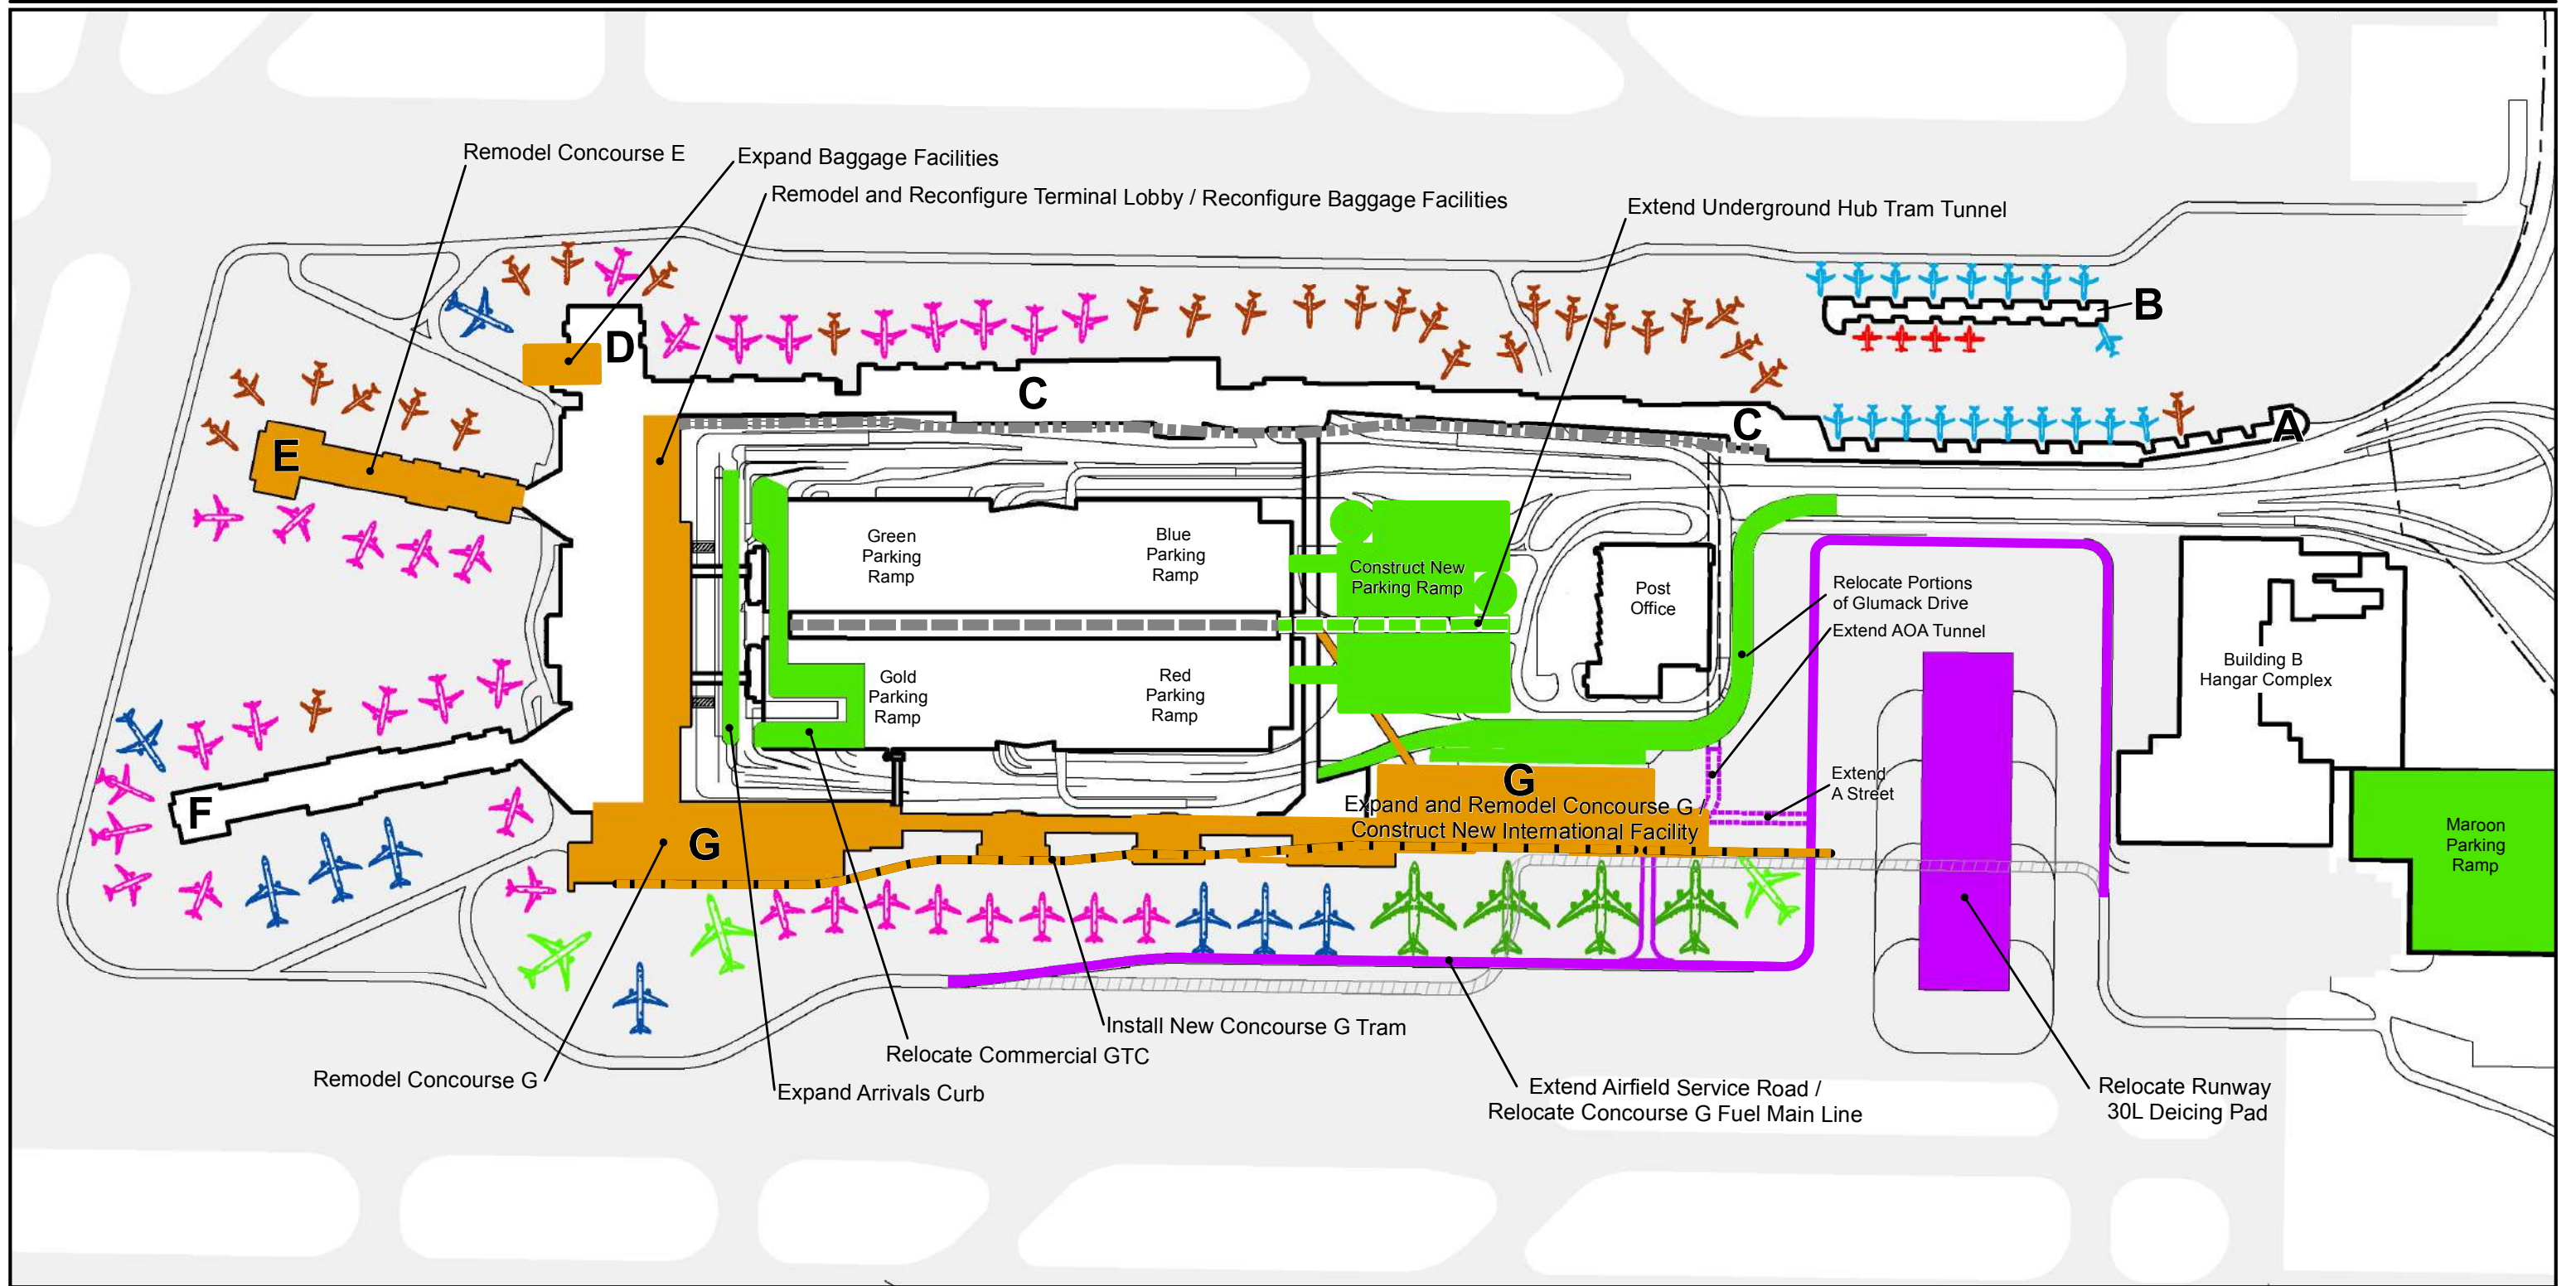 Remodel Concourse E
Expand Baggage Facilities
Remodel and Reconfigure Terminal Lobby / Reconfigure Baggage Facilities
Extend Underground Hub Tram Tunnel
B
D
C
C
A
E
Green
Parking
Ramp
Blue
Parking
Ramp
Construct New
Parking Ramp
Post
Office
Relocate Portions
of Glumack Drive
Extend AOA Tunnel
Building B
Hangar Complex
Gold
Parking
Ramp
Red
Parking
Ramp
Extend
A Street
F
G
G
Expand and Remodel Concourse G /
Construct New International Facility
Maroon
Parking
Ramp
Install New Concourse G Tram
Relocate Commercial GTC
Remodel Concourse G
Expand Arrivals Curb
Extend Airfield Service Road /
Relocate Concourse G Fuel Main Line
Relocate Runway
30L Deicing Pad